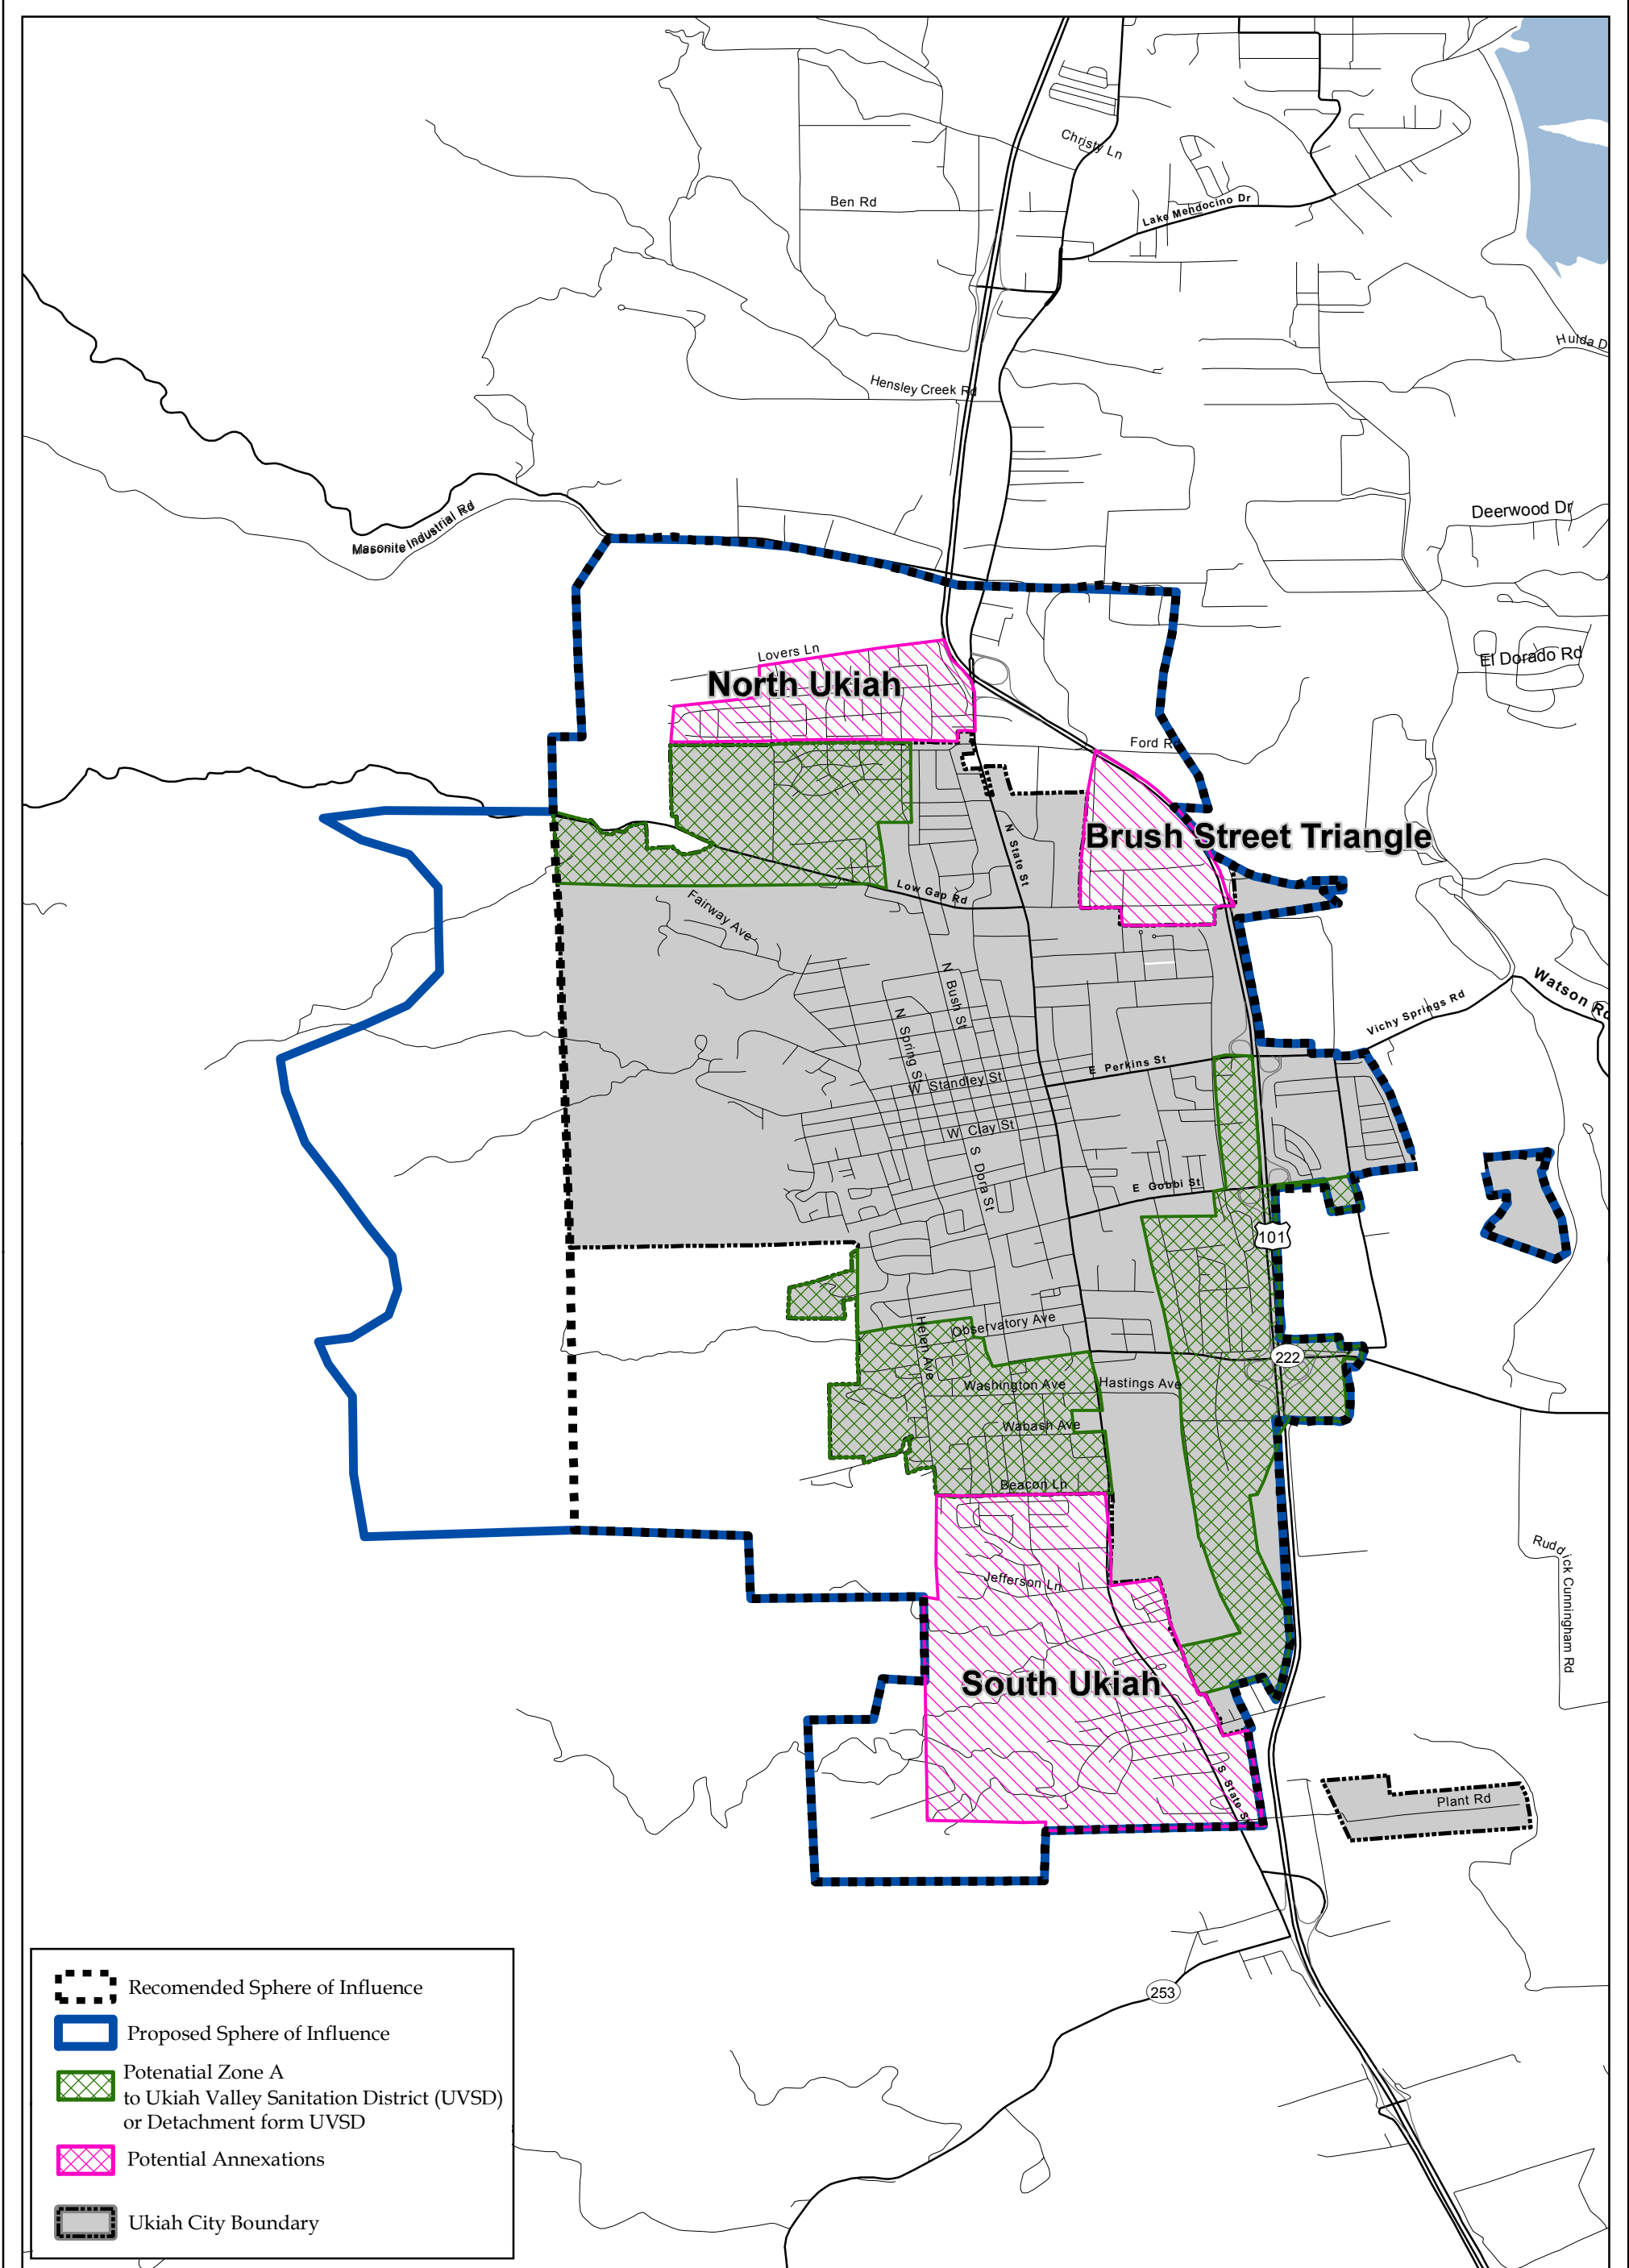 Christy Ln
Ben Rd
Lake Mendocino Dr
Hulda D
Hensley Creek Rd
Deerwood Dr
Masonite Industrial Rd
El Dorado Rd
Lovers Ln
North Ukiah
Ford R
Brush Street Triangle
N State St
Low Gap Rd
Fairway Ave
N Bush St
Watson Rd
Vichy Springs Rd
N Spring St
E Perkins St
W Standley St
W Clay St
S Dora St
E Gobbi St
101
Observatory Ave
Helen Ave
222
Washington Ave
Hastings Ave
Wabash Ave
Beacon Ln
Ruddick Cunningham Rd
Jefferson Ln
South Ukiah
S State St
Plant Rd
253
Recomended Sphere of Influence
Proposed Sphere of Influence
Potenatial Zone A
to Ukiah Valley Sanitation District (UVSD)
or Detachment form UVSD
Potential Annexations
Ukiah City Boundary